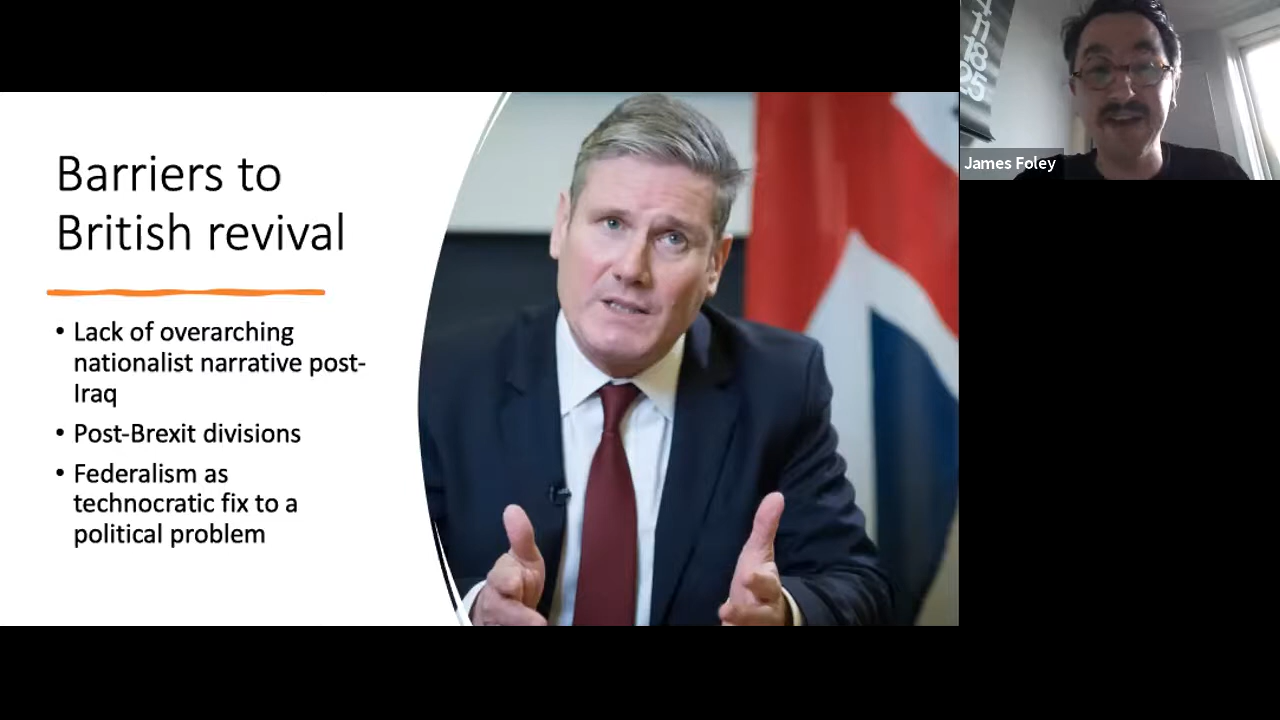 Barriers to
British revival
• Lack of overarching
nationalist narrative post-
Iraq
• Post-Brexit divisions
• Federalism as
technocratic fix to a
political problem
James Foley